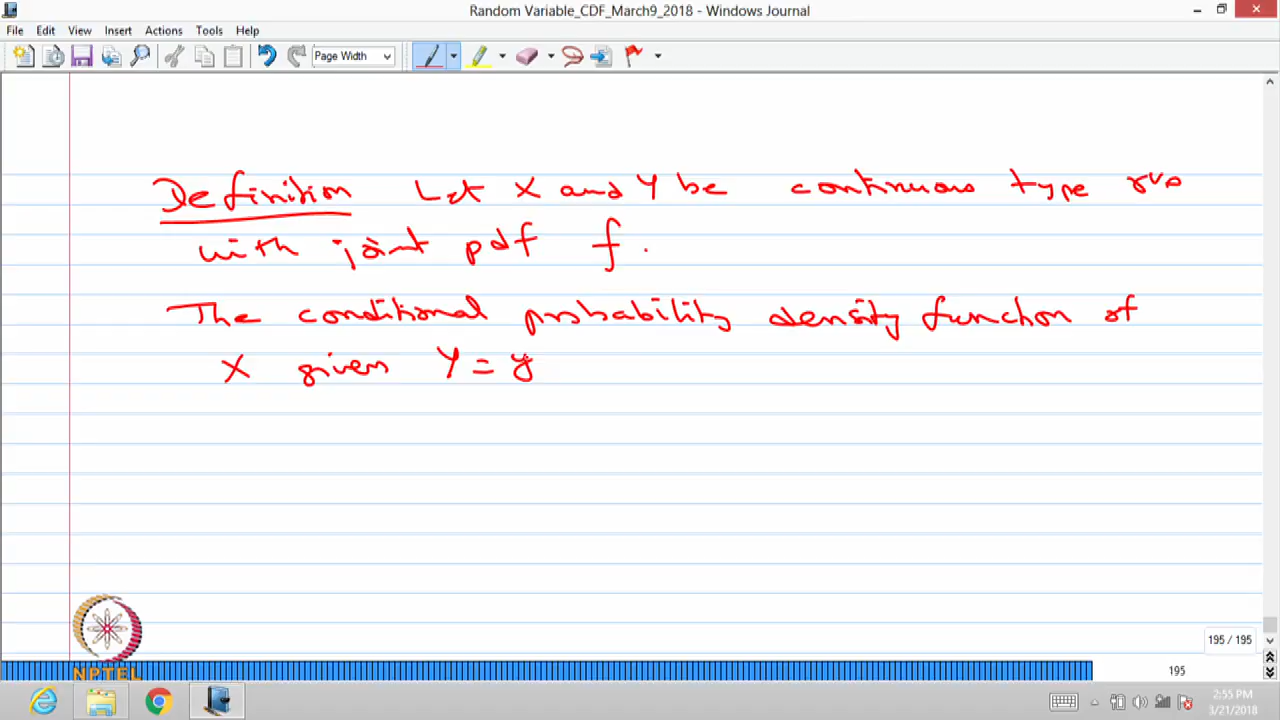 Random Variable_CDF_March9_2018 - Windows Journal
File Edit View Insert Actions Tools Help
Page Width
Definition Let X and Y be continuous type rvs
with joint pdf f.
The conditional probability density function of
X given Y = y
195 / 195
NPTEL
195
2:55 PM
3/21/2018